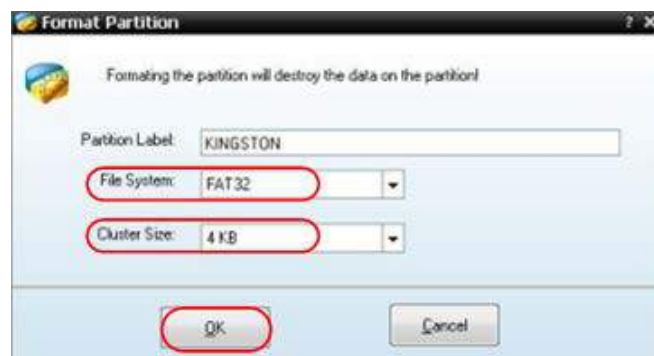 Format Partition ? X
Formating the partition will destroy the data on the partition!
Partition Label: KINGSTON
File System: FAT32
Cluster Size: 4 KB
OK Cancel